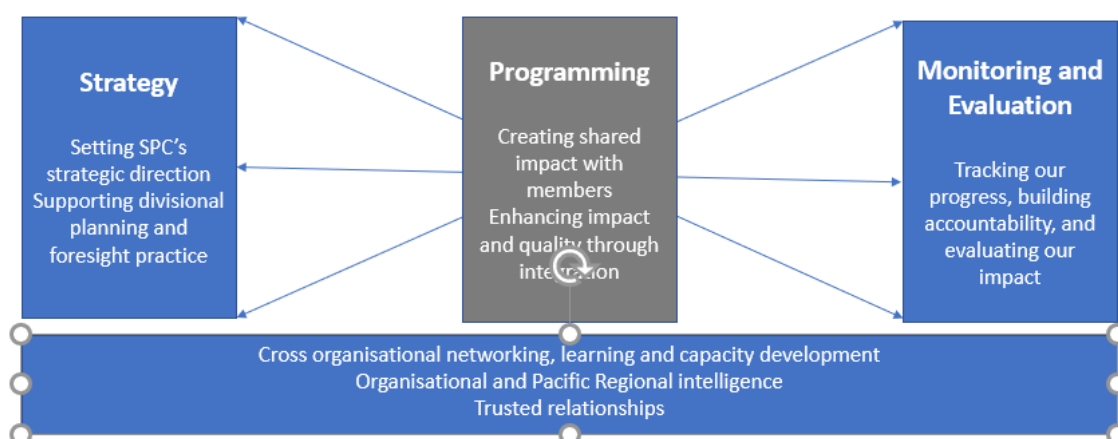 Strategy
Setting SPC's
strategic direction
Supporting divisional
planning and
foresight practice
Programming
Creating shared
impact with
members
Enhancing impact
and quality through
integration
Monitoring and
Evaluation
Tracking our
progress, building
accountability, and
evaluating our
impact
Cross organisational networking, learning and capacity development
Organisational and Pacific Regional intelligence
Trusted relationships